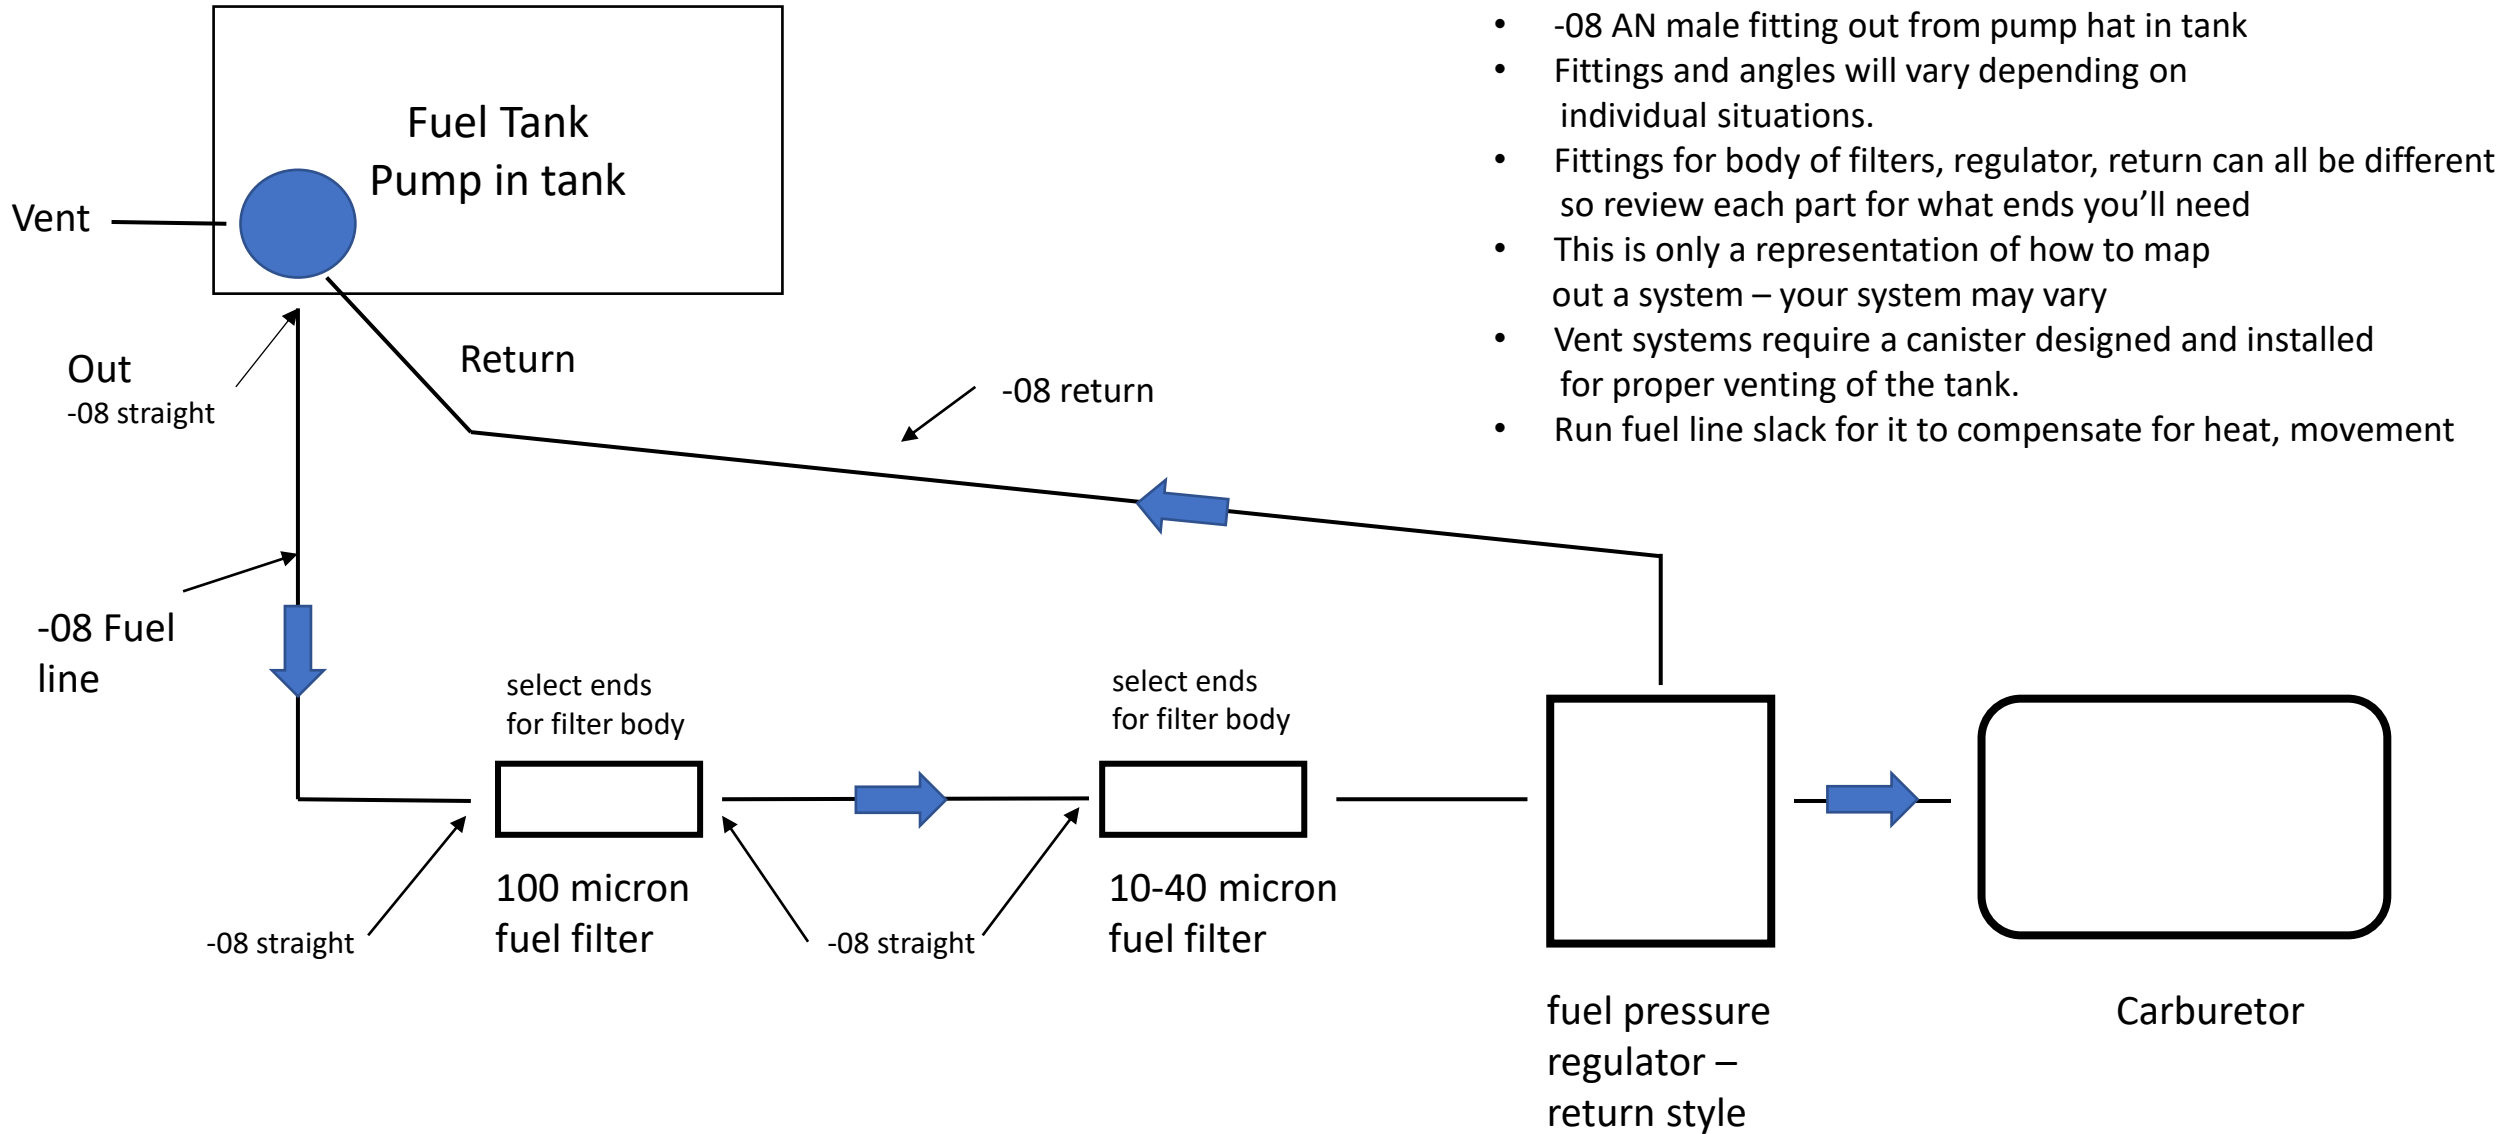 • -08 AN male fitting out from pump hat in tank
• Fittings and angles will vary depending on
individual situations.
• Fittings for body of filters, regulator, return can all be different
so review each part for what ends you’ll need
• This is only a representation of how to map
out a system – your system may vary
• Vent systems require a canister designed and installed
for proper venting of the tank.
• Run fuel line slack for it to compensate for heat, movement
Fuel Tank
Pump in tank
Vent
Out
-08 straight
Return
-08 return
-08 Fuel
line
select ends
for filter body
select ends
for filter body
100 micron
fuel filter
10-40 micron
fuel filter
-08 straight
-08 straight
fuel pressure
regulator –
return style
Carburetor